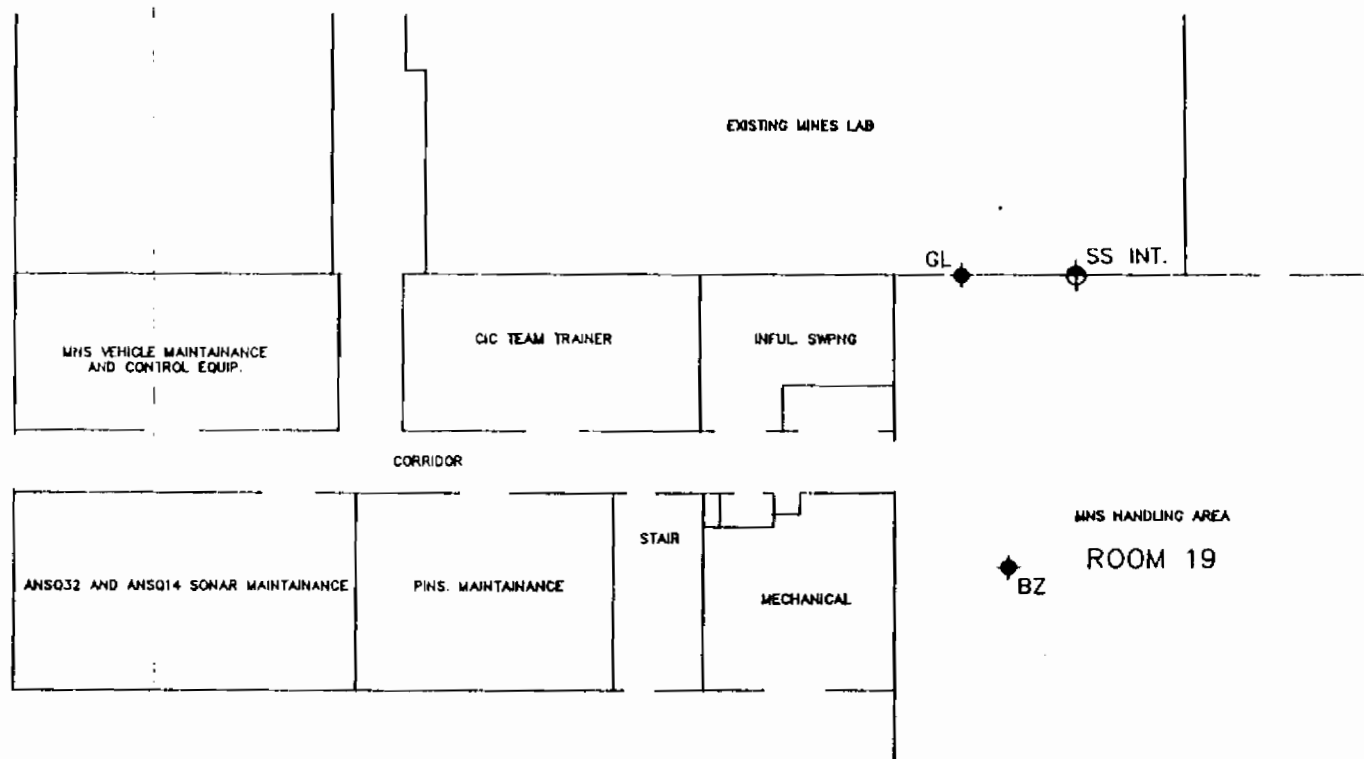 EXISTING MINES LAB
GL
SS INT.
MNS VEHICLE MAINTAINANCE
AND CONTROL EQUIP.
CIC TEAM TRAINER
INFUL. SWPNG
CORRIDOR
MNS HANDLING AREA
ROOM 19
STAIR
BZ
ANSQ32 AND ANSQ14 SONAR MAINTAINANCE
PINS. MAINTAINANCE
MECHANICAL